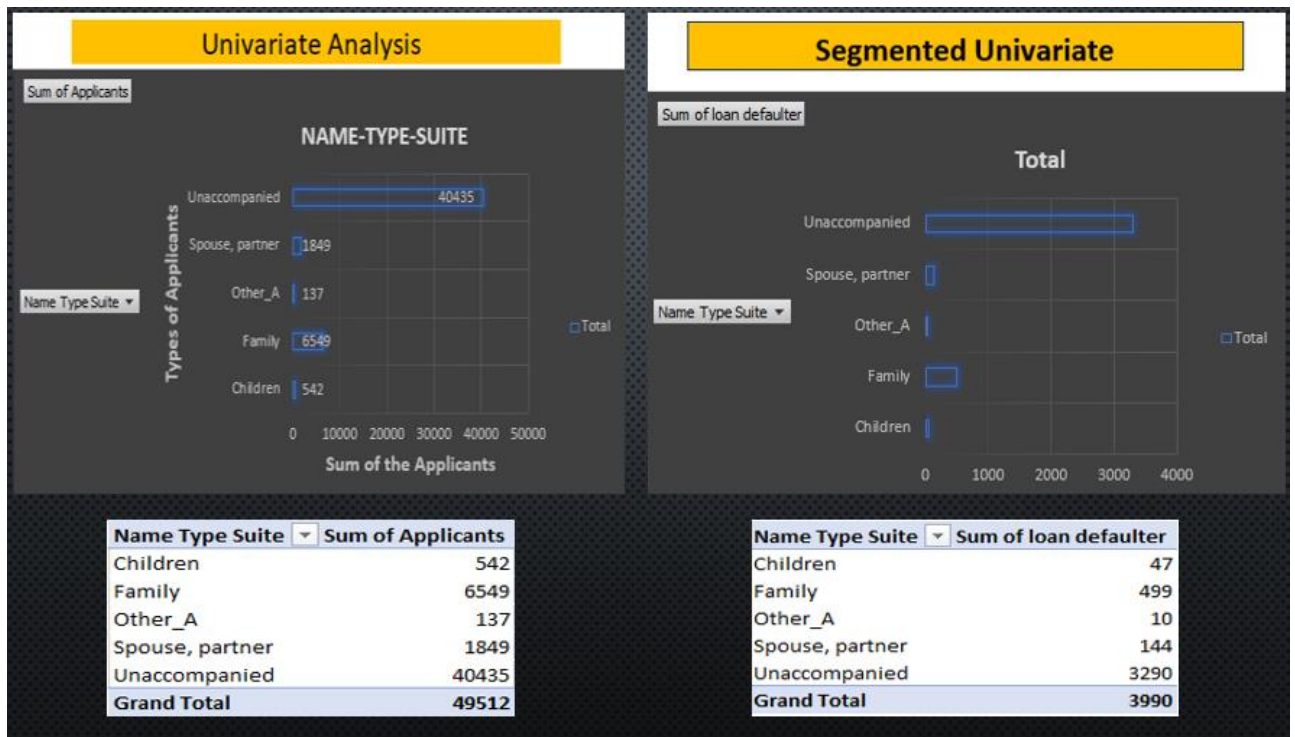 Univariate Analysis
Sum of Applicants
NAME-TYPE-SUITE
Types of Applicants
Unaccompanied 40435
Spouse, partner 1849
Other_A 137
Family 6549
Children 542
Name Type Suite
Total
0 10000 20000 30000 40000 50000
Sum of the Applicants
Name Type Suite Sum of Applicants
Children 542
Family 6549
Other_A 137
Spouse, partner 1849
Unaccompanied 40435
Grand Total 49512
Segmented Univariate
Sum of loan defaulter
Total
Unaccompanied
Spouse, partner
Other_A
Family
Children
Name Type Suite
Total
0 1000 2000 3000 4000
Name Type Suite Sum of loan defaulter
Children 47
Family 499
Other_A 10
Spouse, partner 144
Unaccompanied 3290
Grand Total 3990